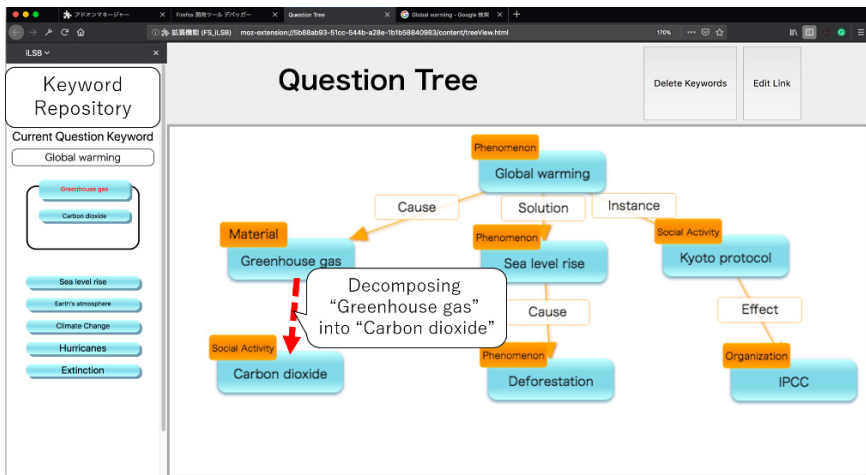 アドオンマネージャー
Firefox 開発ツール デバッガー
Question Tree
Global warming - Google 検索
拡張機能 (FS_iLSB)
moz-extension://5b88ab93-51cc-544b-a28e-1b1b58840983/content/treeView.html
170%
iLSB
Keyword
Repository
Current Question Keyword
Global warming
Greenhouse gas
Carbon dioxide
Sea level rise
Earth's atmosphere
Climate Change
Hurricanes
Extinction
Question Tree
Delete Keywords
Edit Link
Phenomenon
Global warming
Cause
Solution
Instance
Material
Greenhouse gas
Phenomenon
Sea level rise
Social Activity
Kyoto protocol
Decomposing
“Greenhouse gas”
into “Carbon dioxide”
Cause
Effect
Social Activity
Carbon dioxide
Phenomenon
Deforestation
Organization
IPCC